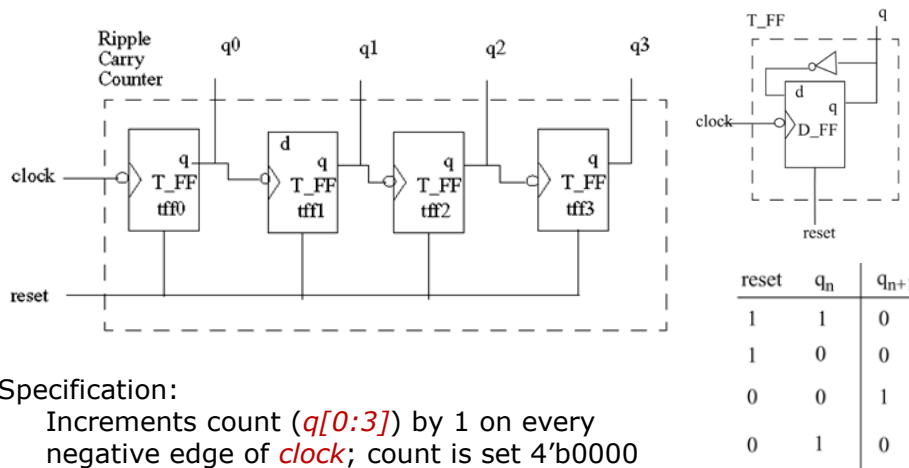 Ripple
Carry
Counter
q0
q1
q2
q3
clock
q
T_FF
tff0
d
q
T_FF
tff1
q
T_FF
tff2
q
T_FF
tff3
reset
T_FF
q
d
q
clock
D_FF
reset
reset qn qn+1
1 1 0
1 0 0
0 0 1
0 1 0
Specification:
Increments count (q[0:3]) by 1 on every
negative edge of clock; count is set 4'b0000